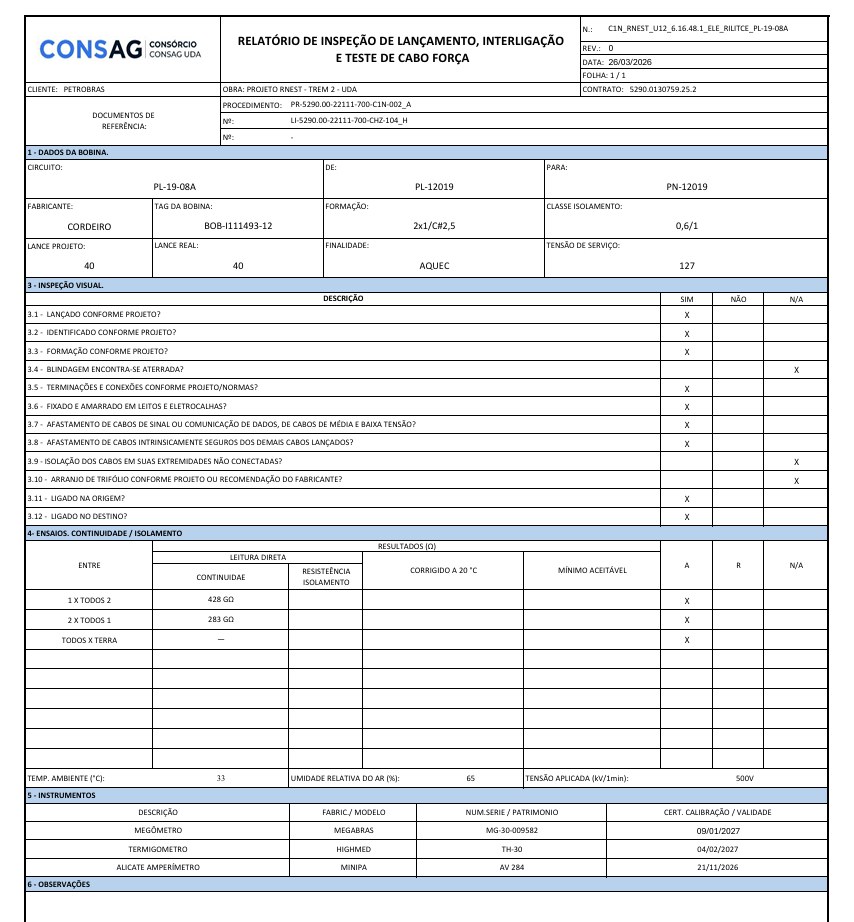 CONSAG CONSÓRCIO CONSAG UDA
RELATÓRIO DE INSPEÇÃO DE LANÇAMENTO, INTERLIGAÇÃO E TESTE DE CABO FORÇA
N.: C1N_RNEST_U12_6.16.48.1_ELE_RILITCE_PL-19-08A
REV.: 0
DATA: 26/03/2026
FOLHA: 1 / 1
CLIENTE: PETROBRAS OBRA: PROJETO RNEST - TREM 2 - UDA CONTRATO: 5290.0130759.25.2
DOCUMENTOS DE REFERÊNCIA:
PROCEDIMENTO: PR-5290.00-22111-700-C1N-002_A
Nº: LI-5290.00-22111-700-CHZ-104_H
Nº: -
1 - DADOS DA BOBINA.
CIRCUITO: DE: PARA:
PL-19-08A PL-12019 PN-12019
FABRICANTE: TAG DA BOBINA: FORMAÇÃO: CLASSE ISOLAMENTO:
CORDEIRO BOB-I111493-12 2x1/C#2,5 0,6/1
LANCE PROJETO: LANCE REAL: FINALIDADE: TENSÃO DE SERVIÇO:
40 40 AQUEC 127
3 - INSPEÇÃO VISUAL.
DESCRIÇÃO SIM NÃO N/A
3.1 - LANÇADO CONFORME PROJETO? X
3.2 - IDENTIFICADO CONFORME PROJETO? X
3.3 - FORMAÇÃO CONFORME PROJETO? X
3.4 - BLINDAGEM ENCONTRA-SE ATERRADA? X
3.5 - TERMINAÇÕES E CONEXÕES CONFORME PROJETO/NORMAS? X
3.6 - FIXADO E AMARRADO EM LEITOS E ELETROCALHAS? X
3.7 - AFASTAMENTO DE CABOS DE SINAL OU COMUNICAÇÃO DE DADOS, DE CABOS DE MÉDIA E BAIXA TENSÃO? X
3.8 - AFASTAMENTO DE CABOS INTRINSICAMENTE SEGUROS DOS DEMAIS CABOS LANÇADOS? X
3.9 - ISOLAÇÃO DOS CABOS EM SUAS EXTREMIDADES NÃO CONECTADAS? X
3.10 - ARRANJO DE TRIFÓLIO CONFORME PROJETO OU RECOMENDAÇÃO DO FABRICANTE? X
3.11 - LIGADO NA ORIGEM? X
3.12 - LIGADO NO DESTINO? X
4- ENSAIOS. CONTINUIDADE / ISOLAMENTO
ENTRE RESULTADOS (Ω) A R N/A
LEITURA DIRETA CORRIGIDO A 20 °C MÍNIMO ACEITÁVEL
CONTINUIDAE RESISTEÊNCIA ISOLAMENTO
1 X TODOS 2 428 GΩ X
2 X TODOS 1 283 GΩ X
TODOS X TERRA — X
TEMP. AMBIENTE (°C): 33 UMIDADE RELATIVA DO AR (%): 65 TENSÃO APLICADA (kV/1min): 500V
5 - INSTRUMENTOS
DESCRIÇÃO FABRIC./ MODELO NUM.SERIE / PATRIMONIO CERT. CALIBRAÇÃO / VALIDADE
MEGÔMETRO MEGABRAS MG-30-009582 09/01/2027
TERMIGOMETRO HIGHMED TH-30 04/02/2027
ALICATE AMPERÍMETRO MINIPA AV 284 21/11/2026
6 - OBSERVAÇÕES